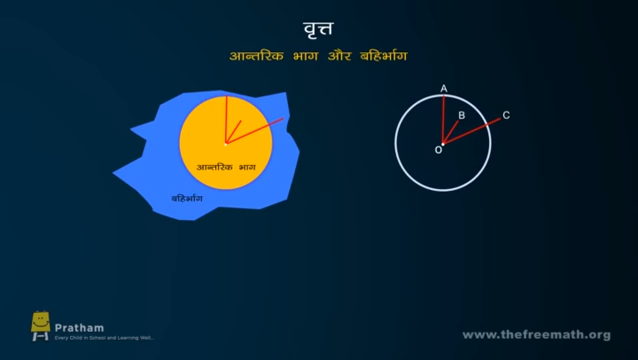 वृत्त
आन्तरिक भाग और बहिर्भाग
आन्तरिक भाग
बहिर्भाग
A
B
C
O
Pratham
Every Child in School and Learning Well...
www.thefreemath.org